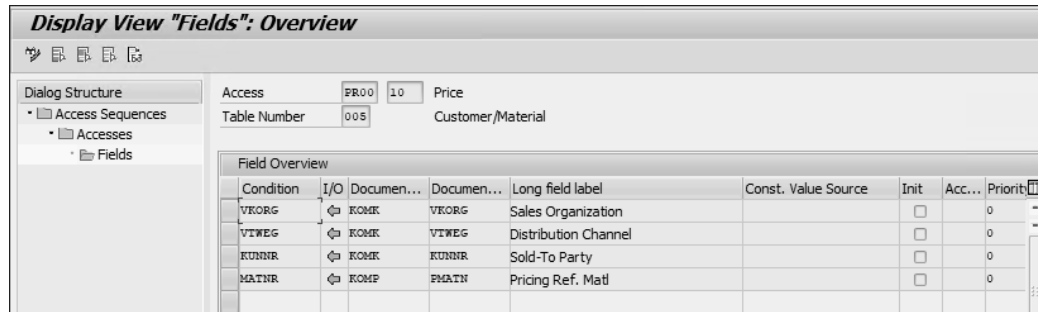 Display View "Fields": Overview
Dialog Structure
Access Sequences
Accesses
Fields
Access PR00 10 Price
Table Number 005 Customer/Material
Field Overview
Condition I/O Documen... Documen... Long field label Const. Value Source Init Acc... Priority
VKORG KOMK VKORG Sales Organization 0
VTWEG KOMK VTWEG Distribution Channel 0
KUNNR KOMK KUNNR Sold-To Party 0
MATNR KOMP PMATN Pricing Ref. Matl 0